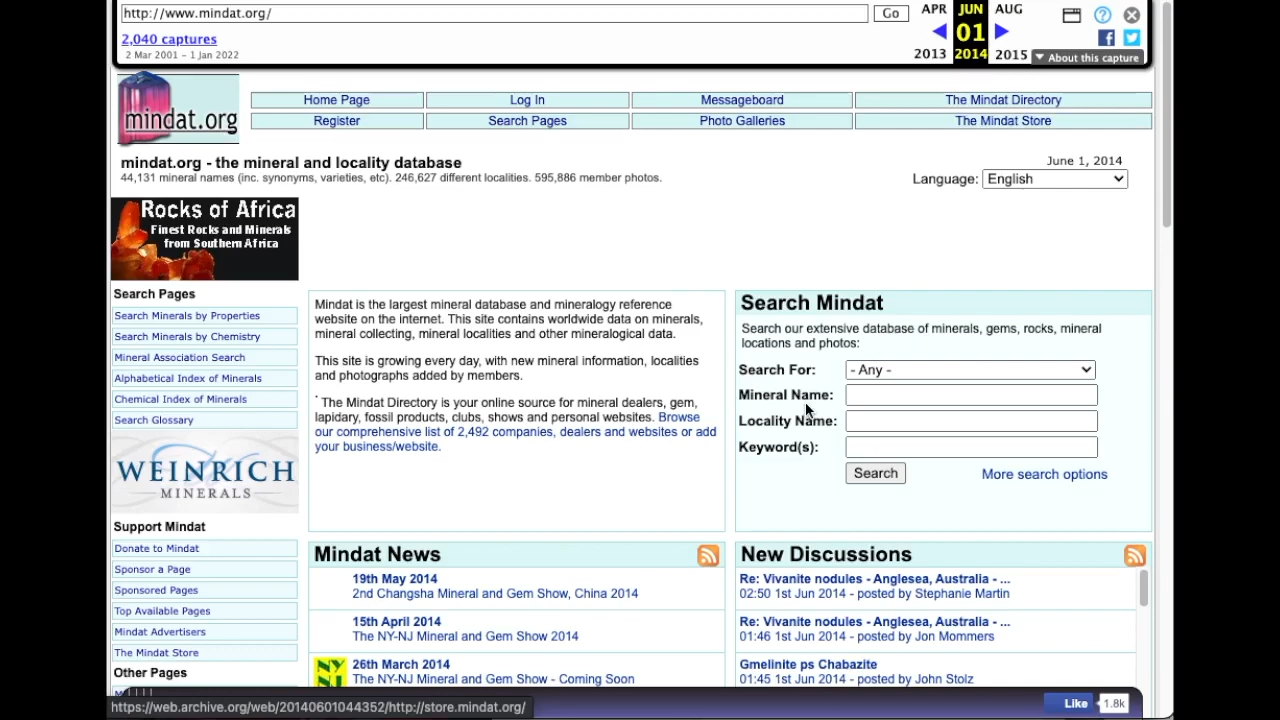 http://www.mindat.org/
Go
APR JUN AUG
01
2013 2014 2015
2,040 captures
2 Mar 2001 – 1 Jan 2022
About this capture
mindat.org
Home Page Log In Messageboard The Mindat Directory
Register Search Pages Photo Galleries The Mindat Store
mindat.org - the mineral and locality database
44,131 mineral names (inc. synonyms, varieties, etc). 246,627 different localities. 595,886 member photos.
June 1, 2014
Language: English
Rocks of Africa
Finest Rocks and Minerals
from Southern Africa
Search Pages
Search Minerals by Properties
Search Minerals by Chemistry
Mineral Association Search
Alphabetical Index of Minerals
Chemical Index of Minerals
Search Glossary
WEINRICH
MINERALS
Support Mindat
Donate to Mindat
Sponsor a Page
Sponsored Pages
Top Available Pages
Mindat Advertisers
The Mindat Store
Other Pages
Mindat is the largest mineral database and mineralogy reference
website on the internet. This site contains worldwide data on minerals,
mineral collecting, mineral localities and other mineralogical data.
This site is growing every day, with new mineral information, localities
and photographs added by members.
The Mindat Directory is your online source for mineral dealers, gem,
lapidary, fossil products, clubs, shows and personal websites. Browse
our comprehensive list of 2,492 companies, dealers and websites or add
your business/website.
Search Mindat
Search our extensive database of minerals, gems, rocks, mineral
locations and photos:
Search For: - Any -
Mineral Name:
Locality Name:
Keyword(s):
Search More search options
Mindat News
19th May 2014
2nd Changsha Mineral and Gem Show, China 2014
15th April 2014
The NY-NJ Mineral and Gem Show 2014
26th March 2014
The NY-NJ Mineral and Gem Show - Coming Soon
New Discussions
Re: Vivanite nodules - Anglesea, Australia - ...
02:50 1st Jun 2014 - posted by Stephanie Martin
Re: Vivanite nodules - Anglesea, Australia - ...
01:46 1st Jun 2014 - posted by Jon Mommers
Gmelinite ps Chabazite
01:45 1st Jun 2014 - posted by John Stolz
https://web.archive.org/web/20140601044352/http://store.mindat.org/
Like 1.8k